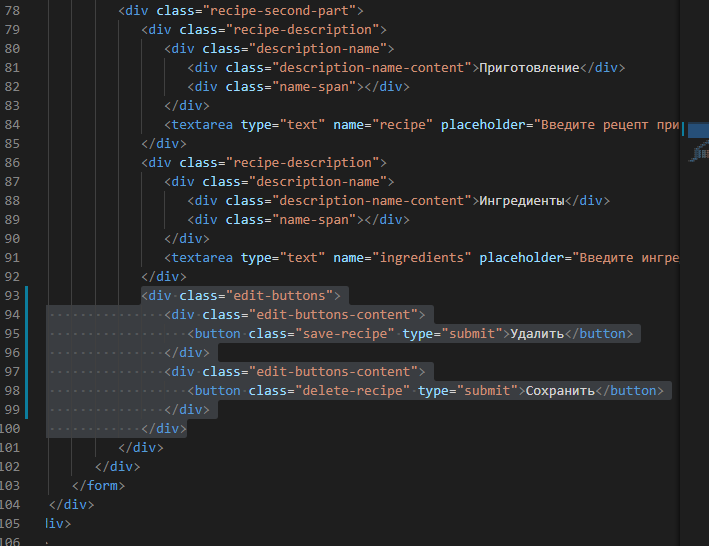 78 <div class="recipe-second-part">
79 <div class="recipe-description">
80 <div class="description-name">
81 <div class="description-name-content">Приготовление</div>
82 <div class="name-span"></div>
83 </div>
84 <textarea type="text" name="recipe" placeholder="Введите рецепт при
85 </div>
86 <div class="recipe-description">
87 <div class="description-name">
88 <div class="description-name-content">Ингредиенты</div>
89 <div class="name-span"></div>
90 </div>
91 <textarea type="text" name="ingredients" placeholder="Введите ингре
92 </div>
93 <div class="edit-buttons">
94 <div class="edit-buttons-content">
95 <button class="save-recipe" type="submit">Удалить</button>
96 </div>
97 <div class="edit-buttons-content">
98 <button class="delete-recipe" type="submit">Сохранить</button>
99 </div>
100 </div>
101 </div>
102 </div>
103 </form>
104 </div>
105 div>
106